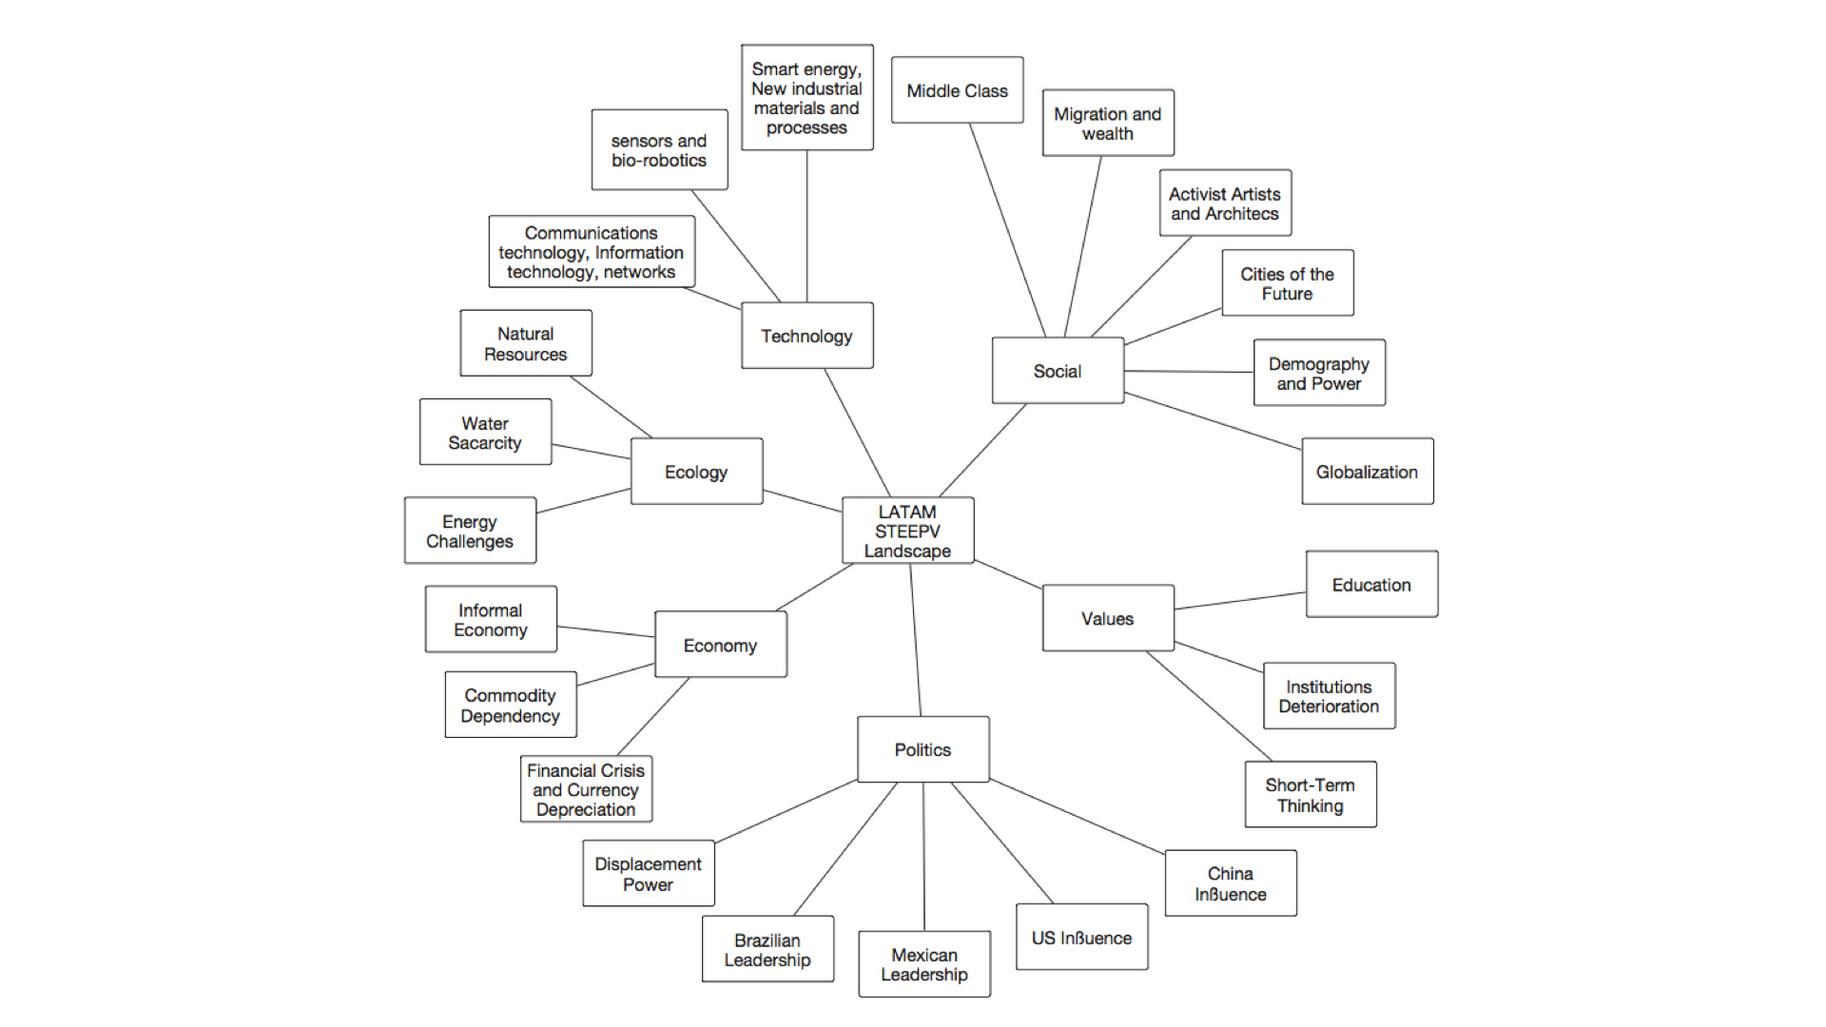 Smart energy,
New industrial
materials and
processes
Middle Class
Migration and
wealth
sensors and
bio-robotics
Activist Artists
and Architecs
Communications
technology, Information
technology, networks
Cities of the
Future
Natural
Resources
Technology
Social
Demography
and Power
Water
Sacarcity
Ecology
Globalization
Energy
Challenges
LATAM
STEEPV
Landscape
Informal
Economy
Economy
Values
Education
Commodity
Dependency
Institutions
Deterioration
Politics
Financial Crisis
and Currency
Depreciation
Short-Term
Thinking
Displacement
Power
China
Inßuence
Brazilian
Leadership
Mexican
Leadership
US Inßuence